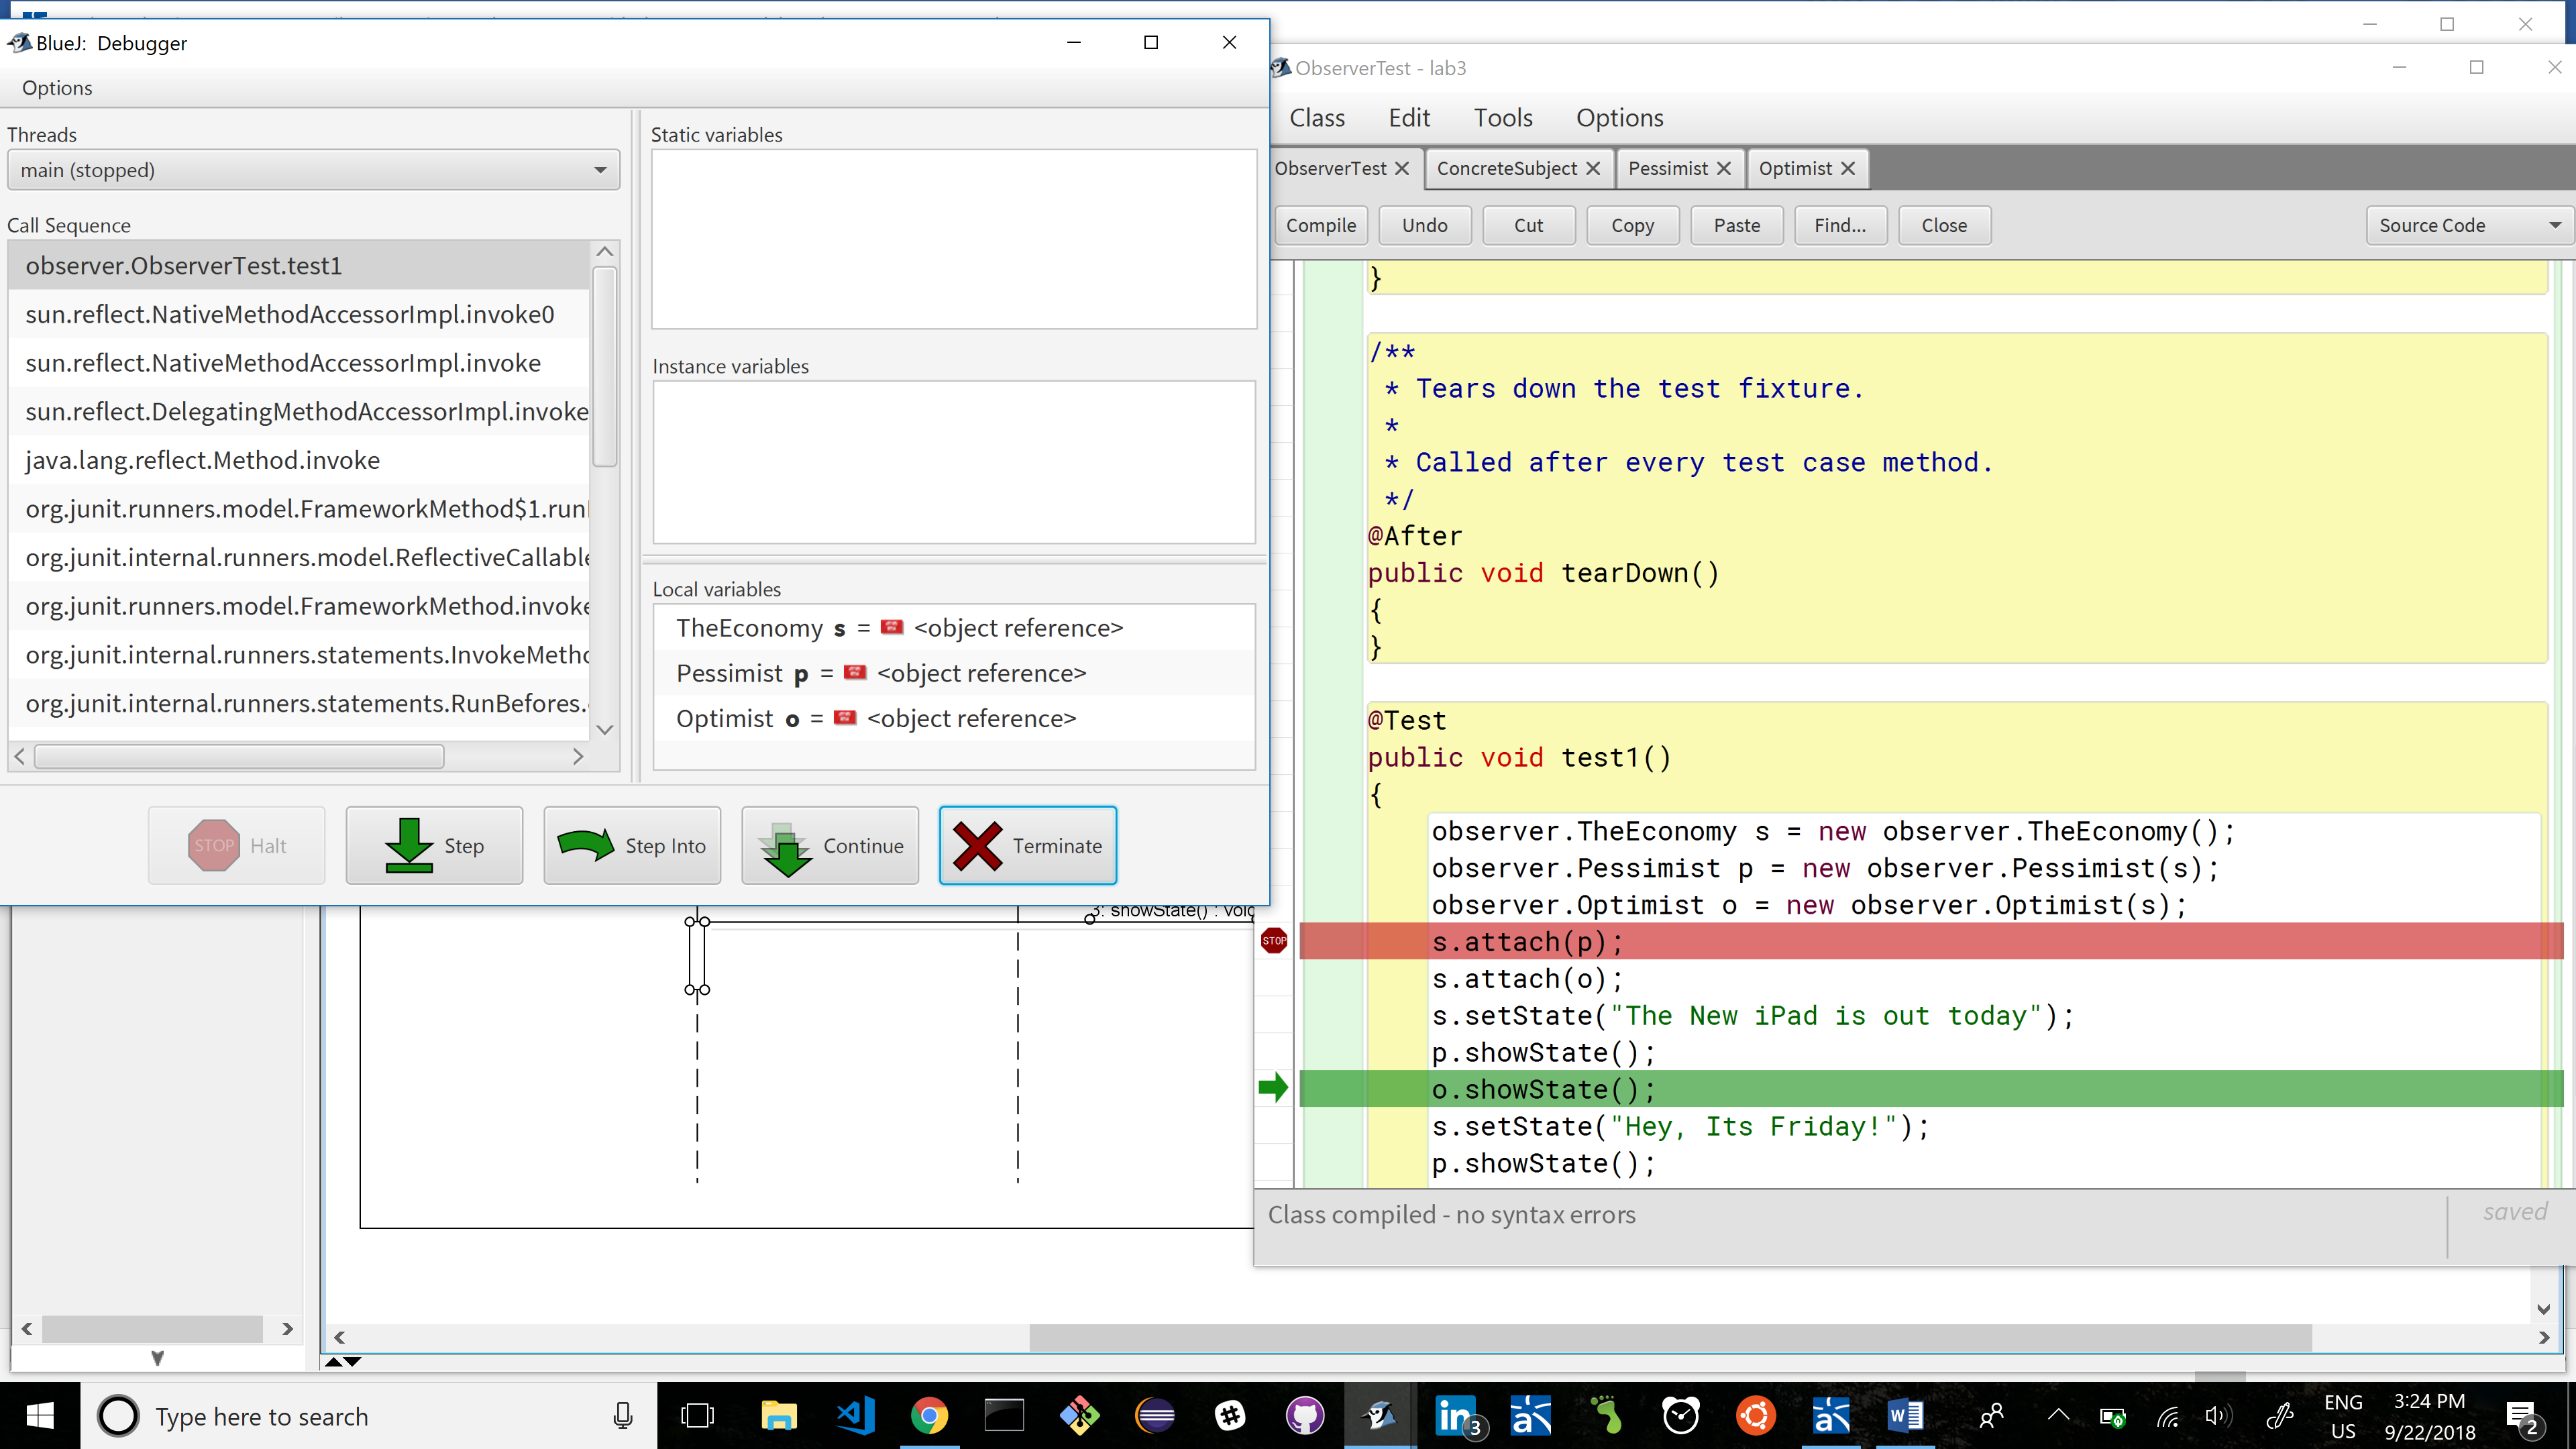 BlueJ: Debugger
Options
Threads
main (stopped)
Call Sequence
observer.ObserverTest.test1
sun.reflect.NativeMethodAccessorImpl.invoke0
sun.reflect.NativeMethodAccessorImpl.invoke
sun.reflect.DelegatingMethodAccessorImpl.invoke
java.lang.reflect.Method.invoke
org.junit.runners.model.FrameworkMethod$1.run
org.junit.internal.runners.model.ReflectiveCallable
org.junit.runners.model.FrameworkMethod.invoke
org.junit.internal.runners.statements.InvokeMetho
org.junit.internal.runners.statements.RunBefores.
Static variables
Instance variables
Local variables
TheEconomy s = <object reference>
Pessimist p = <object reference>
Optimist o = <object reference>
STOP Halt
Step
Step Into
Continue
Terminate
3: showState() : void
ObserverTest - lab3
Class Edit Tools Options
ObserverTest ConcreteSubject Pessimist Optimist
Compile Undo Cut Copy Paste Find... Close Source Code
}
/**
* Tears down the test fixture.
*
* Called after every test case method.
*/
@After
public void tearDown()
{
}
@Test
public void test1()
{
observer.TheEconomy s = new observer.TheEconomy();
observer.Pessimist p = new observer.Pessimist(s);
observer.Optimist o = new observer.Optimist(s);
STOP s.attach(p);
s.attach(o);
s.setState("The New iPad is out today");
p.showState();
o.showState();
s.setState("Hey, Its Friday!");
p.showState();
Class compiled - no syntax errors
saved
Type here to search
in 3
W
ENG
US
3:24 PM
9/22/2018
2